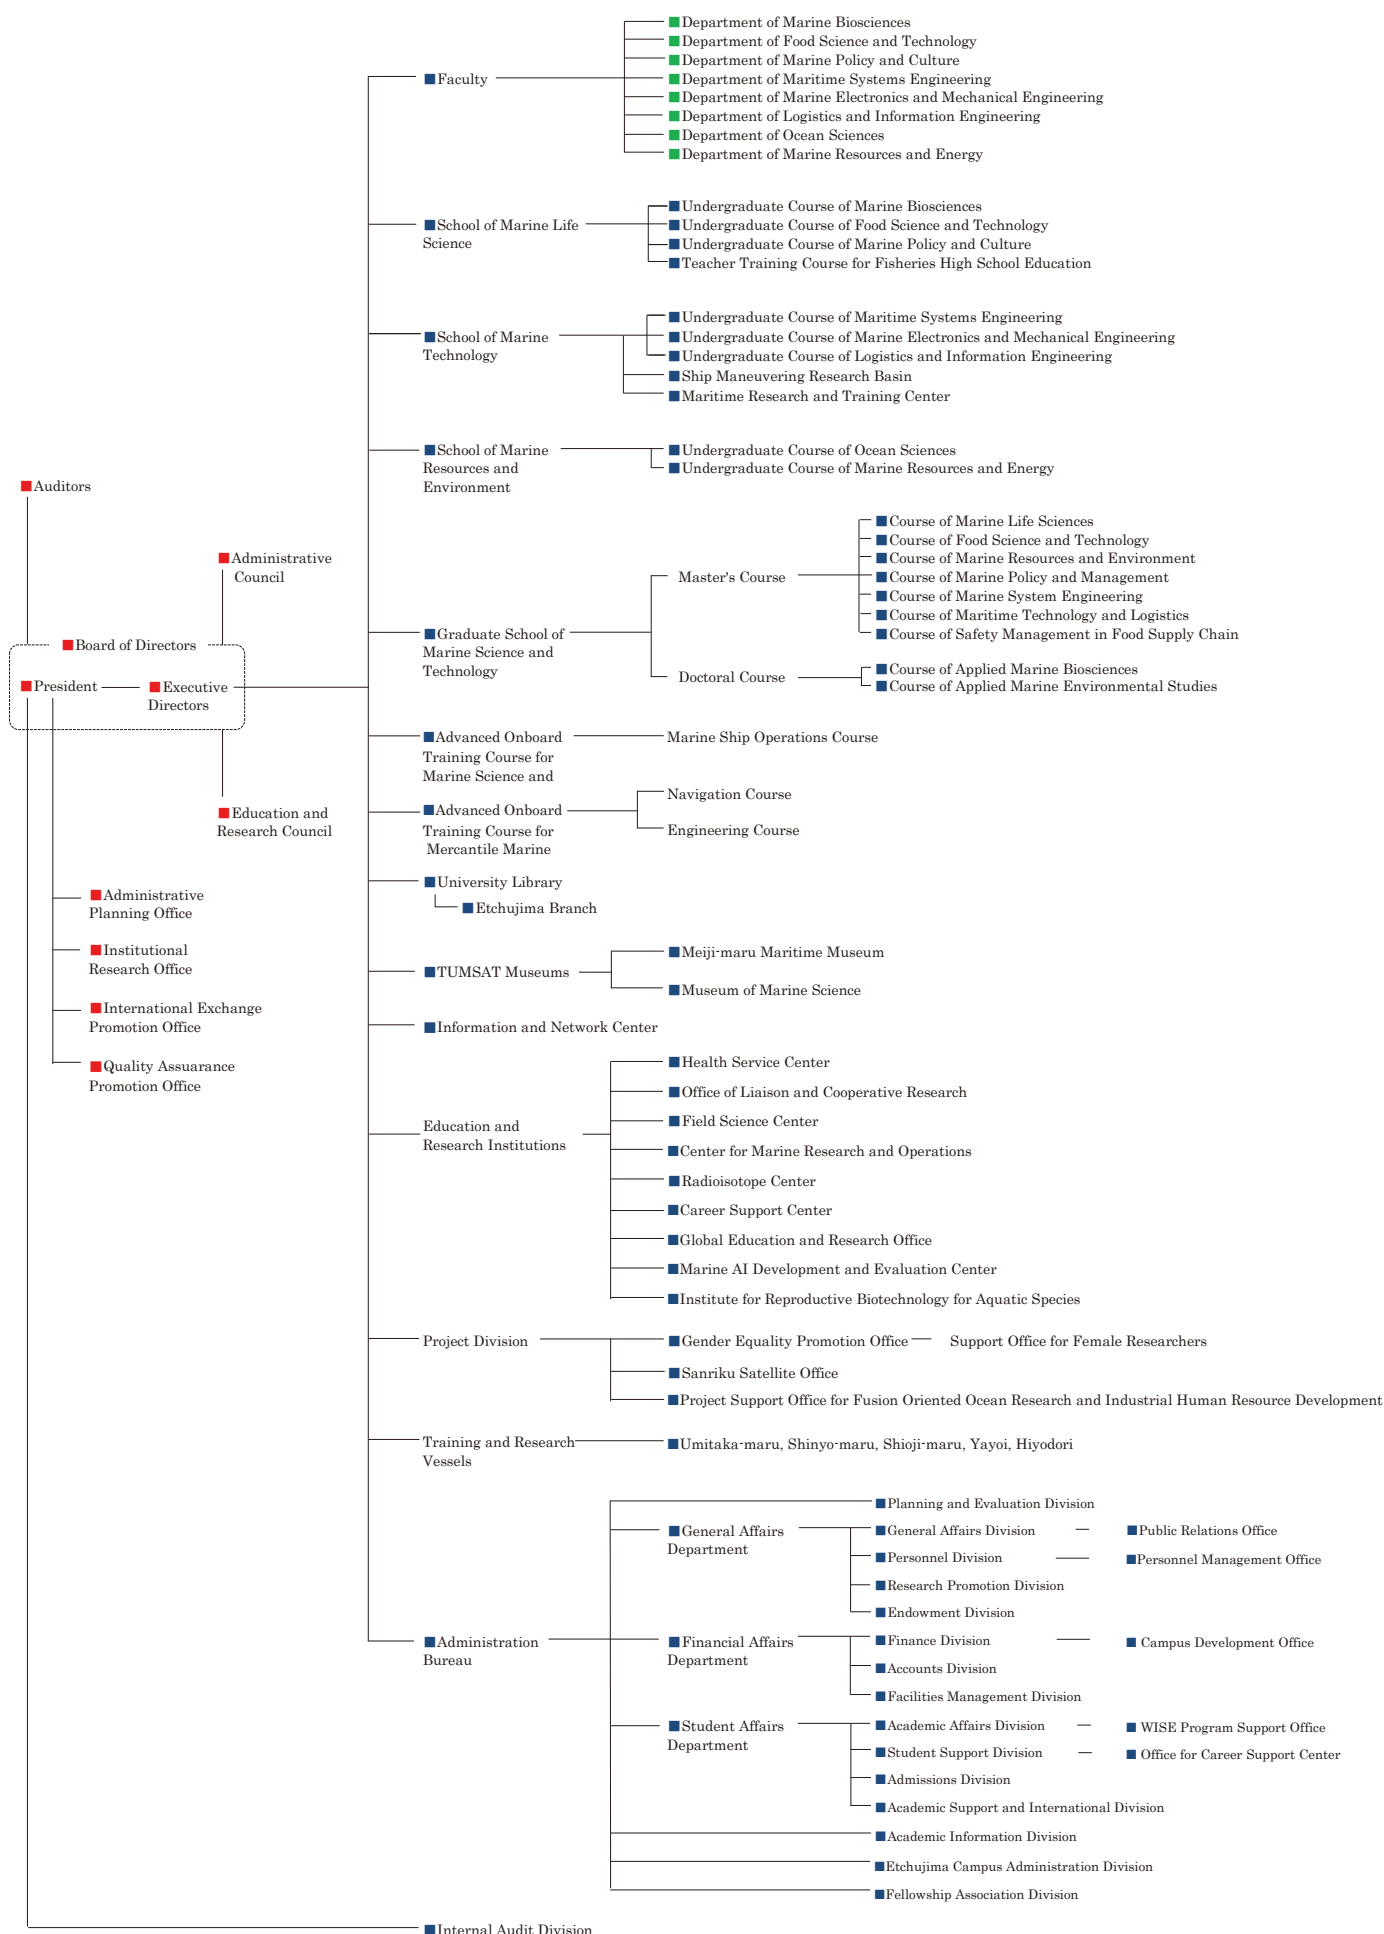 Department of Marine Biosciences
Department of Food Science and Technology
Department of Marine Policy and Culture
Faculty
Department of Maritime Systems Engineering
Department of Marine Electronics and Mechanical Engineering
Department of Logistics and Information Engineering
Department of Ocean Sciences
Department of Marine Resources and Energy
School of Marine Life
Science
Undergraduate Course of Marine Biosciences
Undergraduate Course of Food Science and Technology
Undergraduate Course of Marine Policy and Culture
Teacher Training Course for Fisheries High School Education
School of Marine
Technology
Undergraduate Course of Maritime Systems Engineering
Undergraduate Course of Marine Electronics and Mechanical Engineering
Undergraduate Course of Logistics and Information Engineering
Ship Maneuvering Research Basin
Maritime Research and Training Center
School of Marine
Resources and
Environment
Undergraduate Course of Ocean Sciences
Undergraduate Course of Marine Resources and Energy
Auditors
Administrative
Council
Board of Directors
President
Executive
Directors
Education and
Research Council
Administrative
Planning Office
Institutional
Research Office
International Exchange
Promotion Office
Quality Assuarance
Promotion Office
Graduate School of
Marine Science and
Technology
Master's Course
Course of Marine Life Sciences
Course of Food Science and Technology
Course of Marine Resources and Environment
Course of Marine Policy and Management
Course of Marine System Engineering
Course of Maritime Technology and Logistics
Course of Safety Management in Food Supply Chain
Doctoral Course
Course of Applied Marine Biosciences
Course of Applied Marine Environmental Studies
Advanced Onboard
Training Course for
Marine Science and
Marine Ship Operations Course
Advanced Onboard
Training Course for
Mercantile Marine
Navigation Course
Engineering Course
University Library
Etchujima Branch
TUMSAT Museums
Meiji-maru Maritime Museum
Museum of Marine Science
Information and Network Center
Education and
Research Institutions
Health Service Center
Office of Liaison and Cooperative Research
Field Science Center
Center for Marine Research and Operations
Radioisotope Center
Career Support Center
Global Education and Research Office
Marine AI Development and Evaluation Center
Institute for Reproductive Biotechnology for Aquatic Species
Project Division
Gender Equality Promotion Office
Support Office for Female Researchers
Sanriku Satellite Office
Project Support Office for Fusion Oriented Ocean Research and Industrial Human Resource Development
Training and Research
Vessels
Umitaka-maru, Shinyo-maru, Shioji-maru, Yayoi, Hiyodori
Administration
Bureau
Planning and Evaluation Division
General Affairs
Department
General Affairs Division
Public Relations Office
Personnel Division
Personnel Management Office
Research Promotion Division
Endowment Division
Financial Affairs
Department
Finance Division
Campus Development Office
Accounts Division
Facilities Management Division
Student Affairs
Department
Academic Affairs Division
WISE Program Support Office
Student Support Division
Office for Career Support Center
Admissions Division
Academic Support and International Division
Academic Information Division
Etchujima Campus Administration Division
Fellowship Association Division
Internal Audit Division